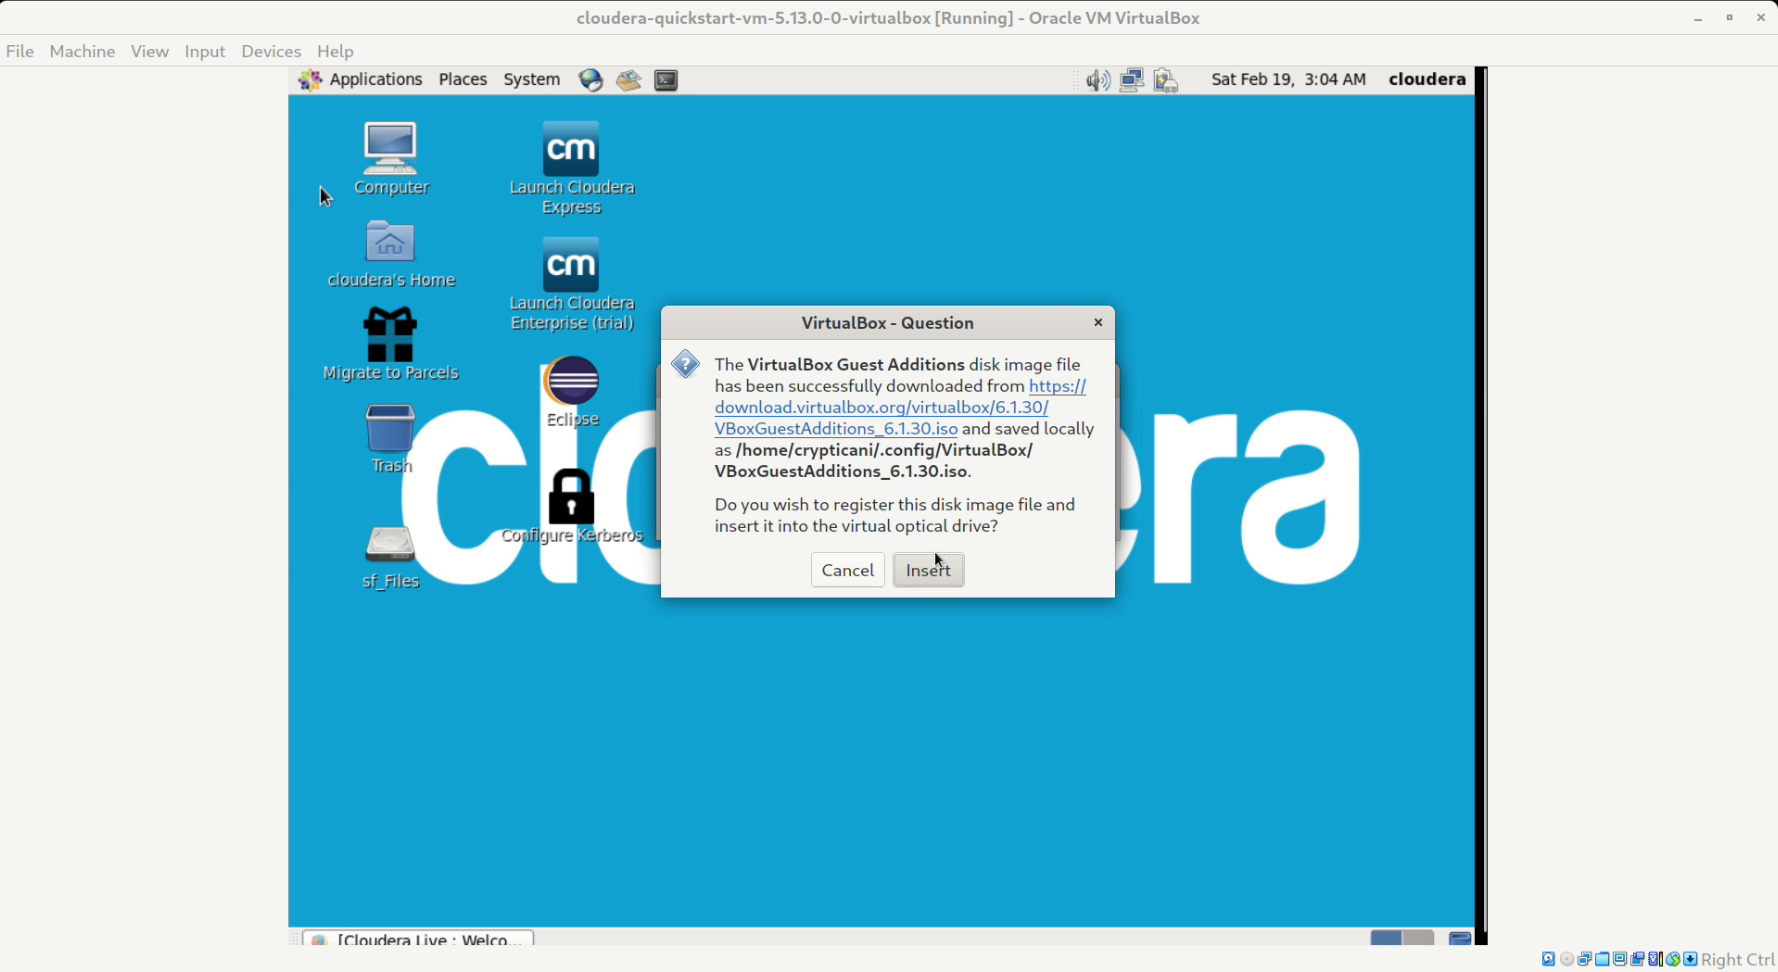 cloudera-quickstart-vm-5.13.0-0-virtualbox [Running] - Oracle VM VirtualBox
File Machine View Input Devices Help
Applications Places System Sat Feb 19, 3:04 AM cloudera
Computer
cloudera's Home
Migrate to Parcels
Trash
sf_Files
cm
Launch Cloudera
Express
cm
Launch Cloudera
Enterprise (trial)
Eclipse
Configure Kerberos
VirtualBox - Question
The VirtualBox Guest Additions disk image file
has been successfully downloaded from https://
download.virtualbox.org/virtualbox/6.1.30/
VBoxGuestAdditions_6.1.30.iso and saved locally
as /home/crypticani/.config/VirtualBox/
VBoxGuestAdditions_6.1.30.iso.
Do you wish to register this disk image file and
insert it into the virtual optical drive?
Cancel Insert
[Cloudera Live : Welco...
Right Ctrl